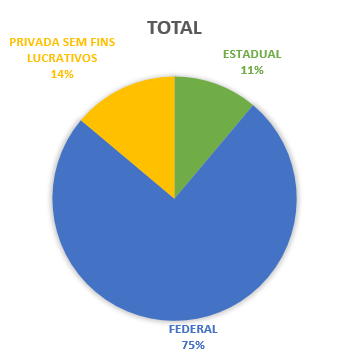 TOTAL
PRIVADA SEM FINS
LUCRATIVOS
14%
ESTADUAL
11%
FEDERAL
75%